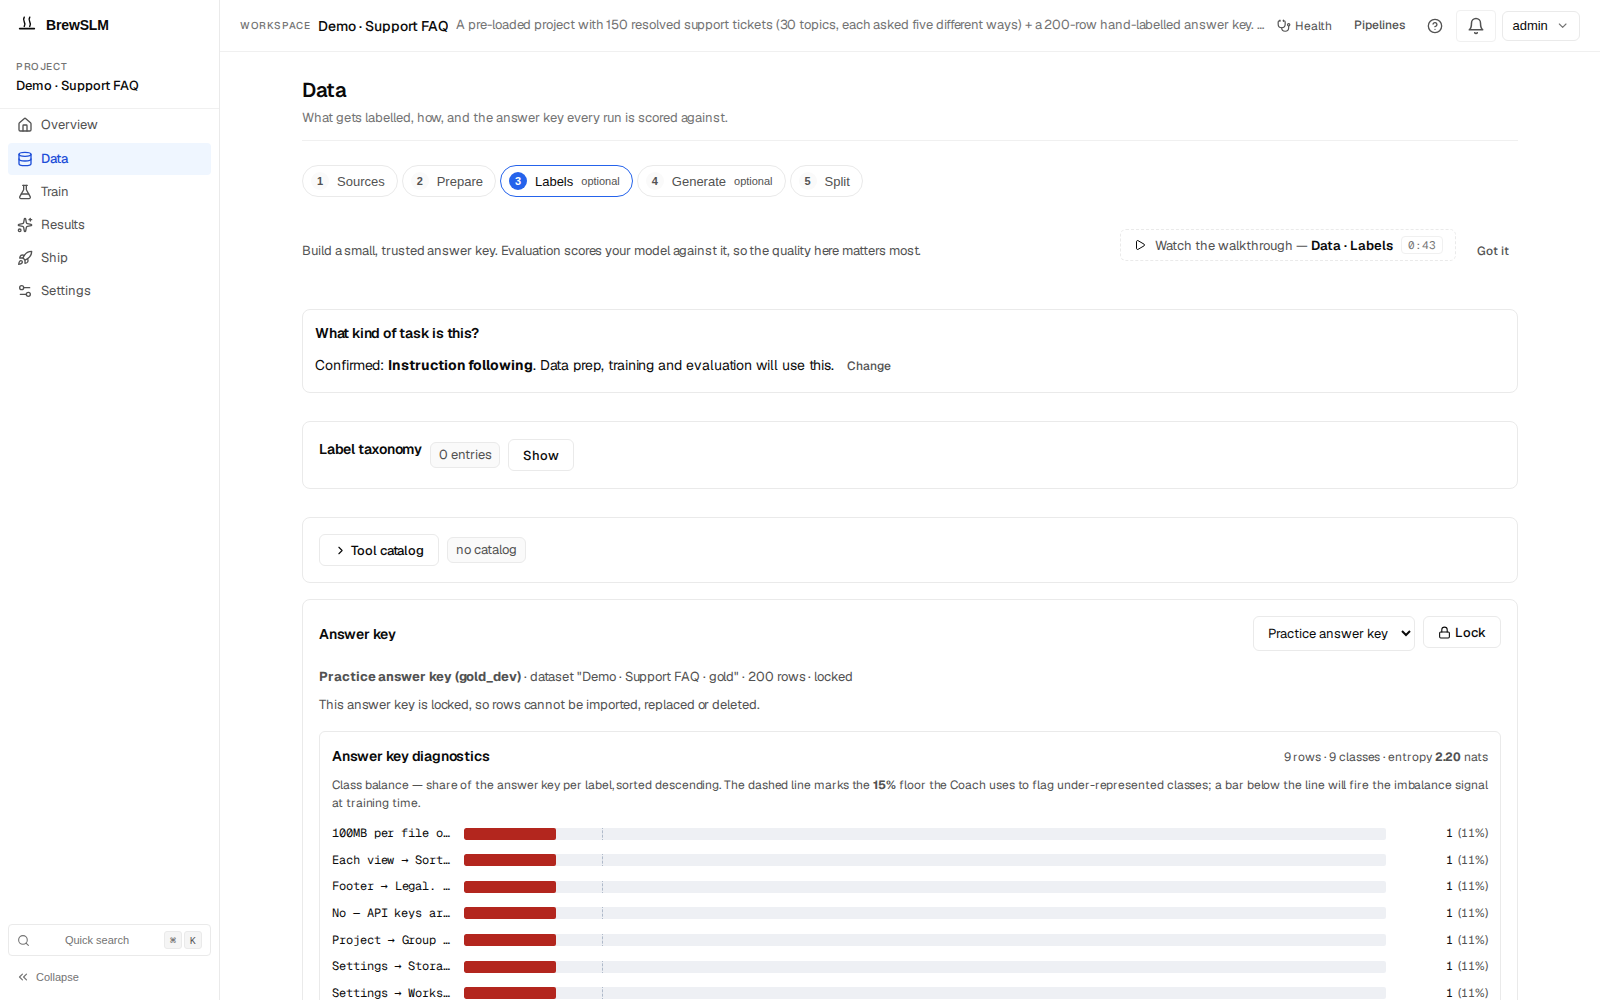 BrewSLM
PROJECT
Demo · Support FAQ
Overview
Data
Train
Results
Ship
Settings
Quick search ⌘ K
Collapse
WORKSPACE Demo · Support FAQ A pre-loaded project with 150 resolved support tickets (30 topics, each asked five different ways) + a 200-row hand-labelled answer key. … Health Pipelines admin
Data
What gets labelled, how, and the answer key every run is scored against.
1 Sources 2 Prepare 3 Labels optional 4 Generate optional 5 Split
Build a small, trusted answer key. Evaluation scores your model against it, so the quality here matters most. Watch the walkthrough — Data · Labels 0:43 Got it
What kind of task is this?
Confirmed: Instruction following. Data prep, training and evaluation will use this. Change
Label taxonomy 0 entries Show
Tool catalog no catalog
Answer key Practice answer key Lock
Practice answer key (gold_dev) · dataset "Demo · Support FAQ · gold" · 200 rows · locked
This answer key is locked, so rows cannot be imported, replaced or deleted.
Answer key diagnostics 9 rows · 9 classes · entropy 2.20 nats
Class balance — share of the answer key per label, sorted descending. The dashed line marks the 15% floor the Coach uses to flag under-represented classes; a bar below the line will fire the imbalance signal
at training time.
100MB per file o… 1 (11%)
Each view → Sort… 1 (11%)
Footer → Legal. … 1 (11%)
No — API keys ar… 1 (11%)
Project → Group … 1 (11%)
Settings → Stora… 1 (11%)
Settings → Works… 1 (11%)